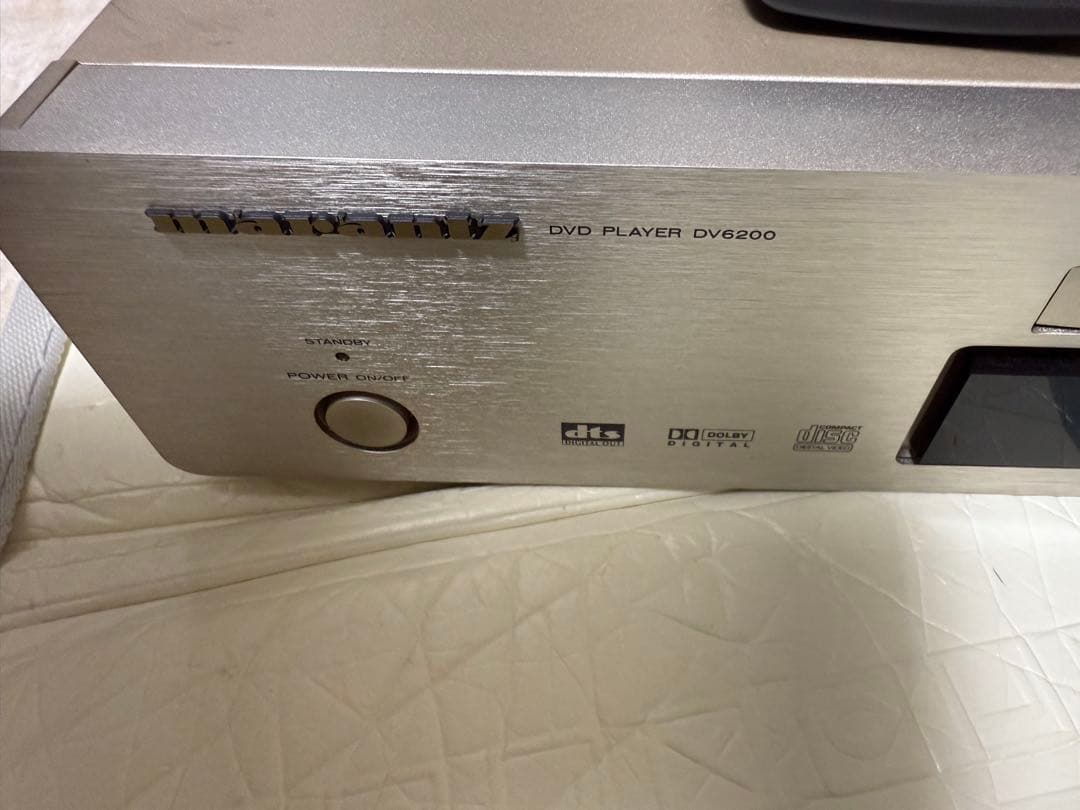 marantz DVD PLAYER DV6200
STANDBY
POWER ON/OFF
dts
DIGITAL OUT
DOLBY
DIGITAL
COMPACT
disc
DIGITAL VIDEO